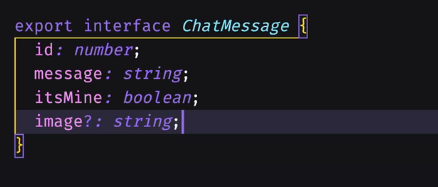 export interface ChatMessage {
  id: number;
  message: string;
  itsMine: boolean;
  image?: string;
}